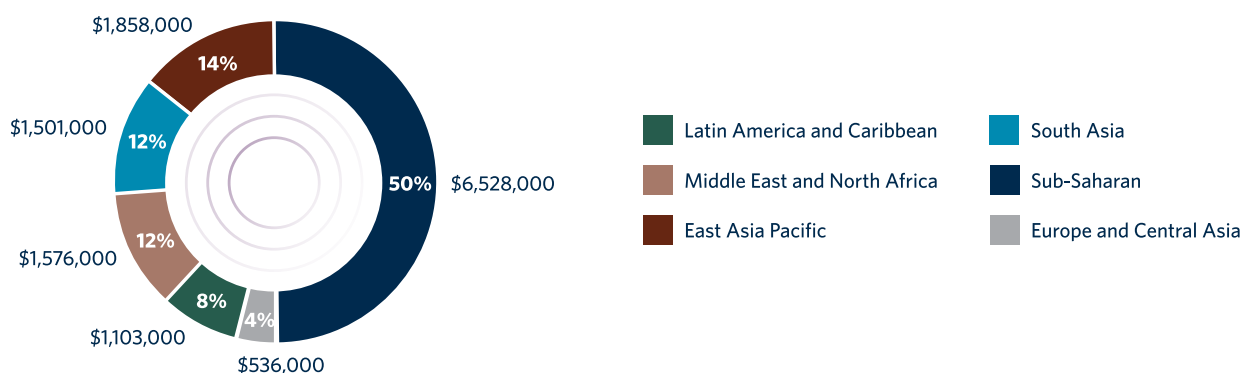 $1,858,000
14%
$1,501,000
12%
50%
$6,528,000
12%
$1,576,000
8%
4%
$1,103,000
$536,000
Latin America and Caribbean
Middle East and North Africa
East Asia Pacific
South Asia
Sub-Saharan
Europe and Central Asia